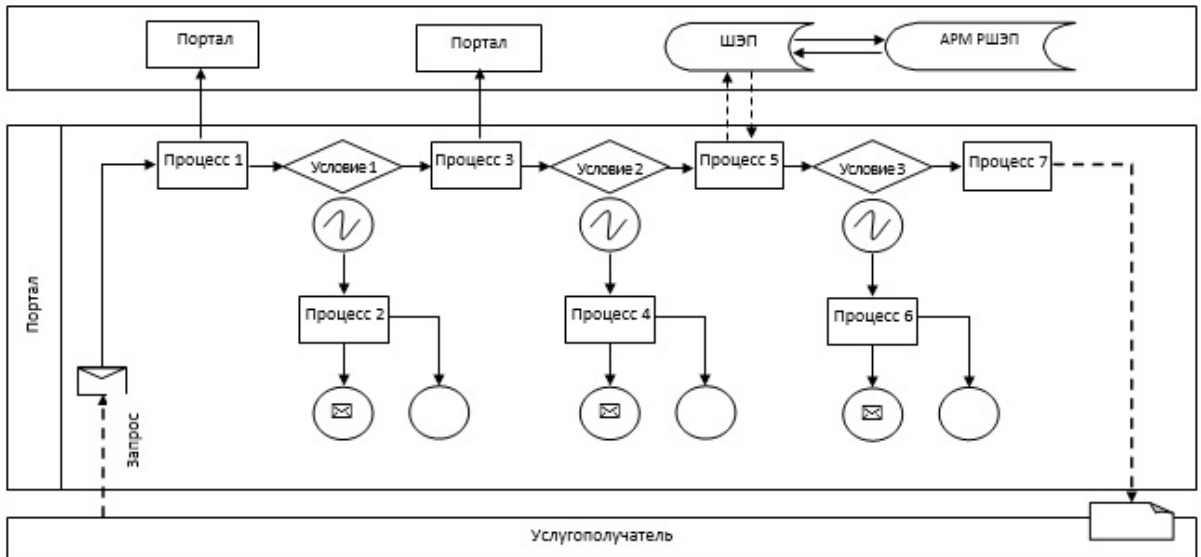 Портал
Портал
ШЭП
АРМ РШЭП
Портал
Процесс 1
Условие 1
Процесс 3
Условие 2
Процесс 5
Условие 3
Процесс 7
Процесс 2
Процесс 4
Процесс 6
Запрос
Услугополучатель